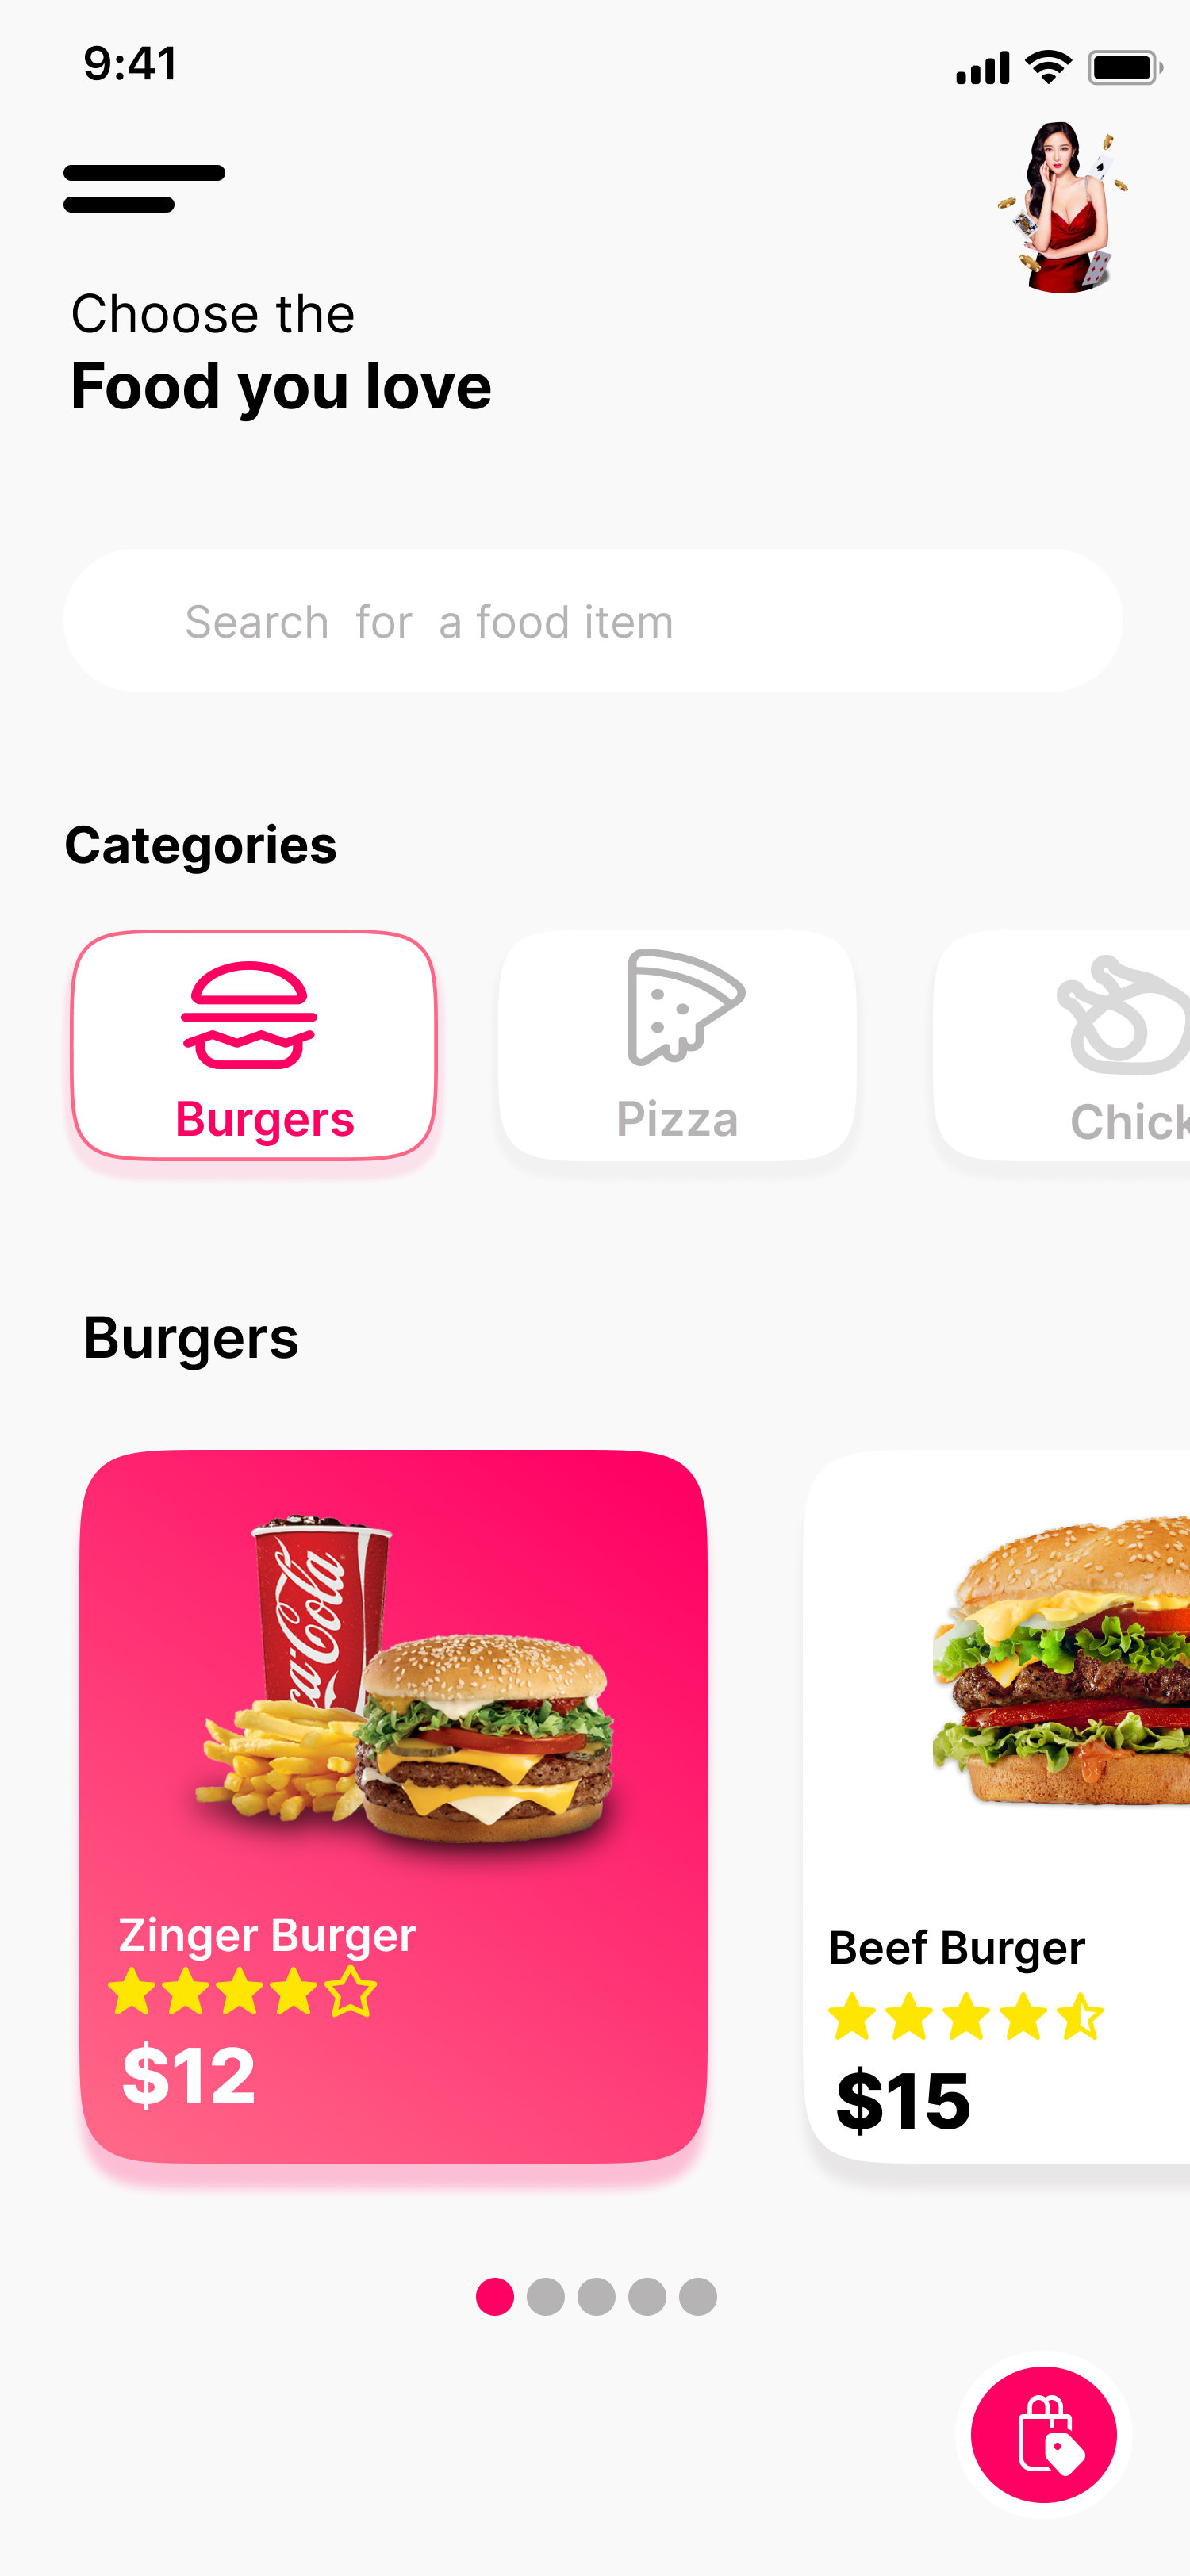 9:41
Choose the
Food you love
Search for a food item
Categories
Burgers
Pizza
Chick
Burgers
ca-Cola
Zinger Burger
$12
Beef Burger
$15